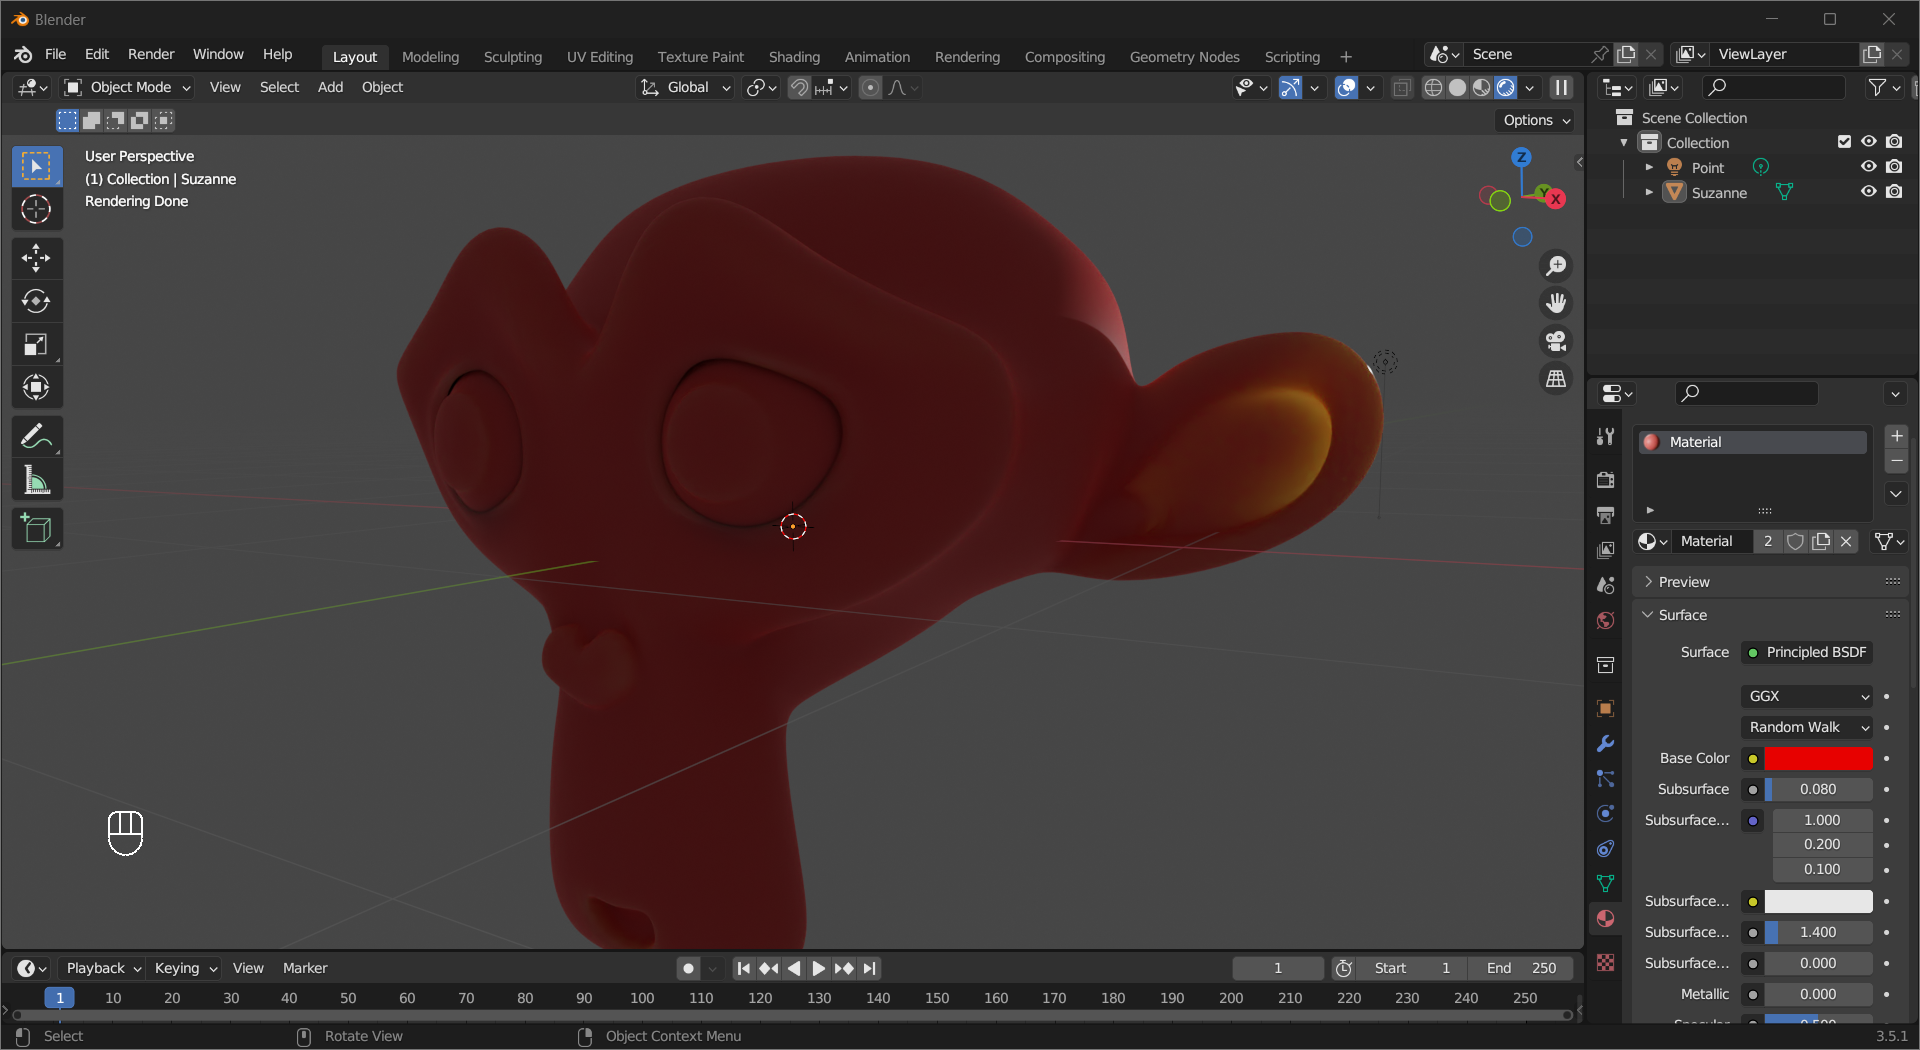 Blender
File Edit Render Window Help Layout Modeling Sculpting UV Editing Texture Paint Shading Animation Rendering Compositing Geometry Nodes Scripting + Scene ViewLayer
Object Mode View Select Add Object Global
Options
User Perspective
(1) Collection | Suzanne
Rendering Done
Z
Y
X
Scene Collection
Collection
Point
Suzanne
Material
Material 2
Preview
Surface
Surface Principled BSDF
GGX
Random Walk
Base Color
Subsurface 0.080
Subsurface... 1.000
0.200
0.100
Subsurface...
Subsurface... 1.400
Subsurface... 0.000
Metallic 0.000
Playback Keying View Marker 1 Start 1 End 250
1 10 20 30 40 50 60 70 80 90 100 110 120 130 140 150 160 170 180 190 200 210 220 230 240 250
Select Rotate View Object Context Menu 3.5.1